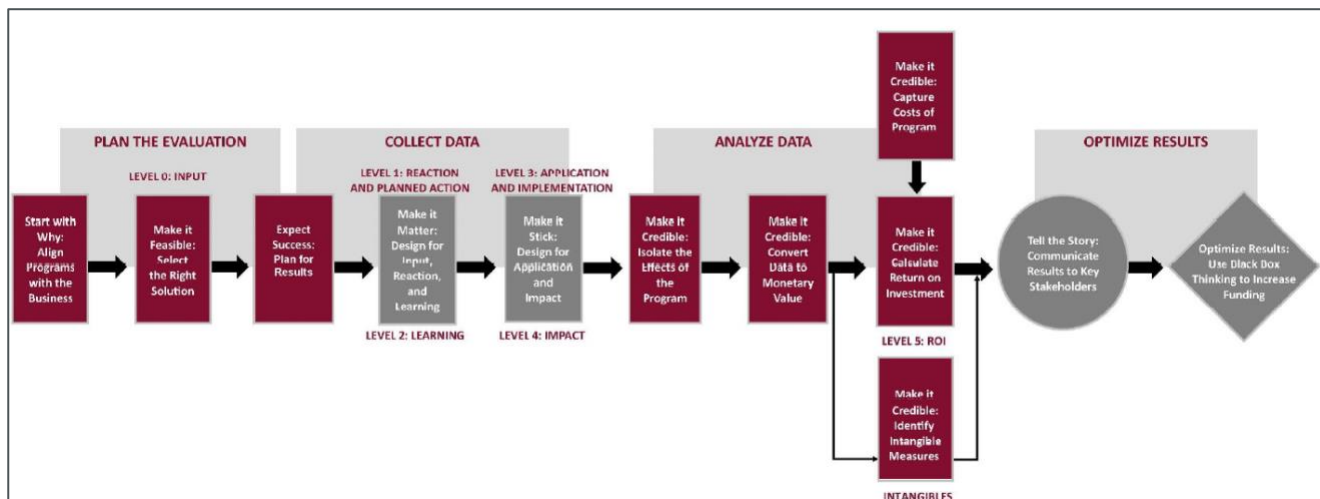 Make it
Credible:
Capture
Costs of
Program
PLAN THE EVALUATION
COLLECT DATA
ANALYZE DATA
OPTIMIZE RESULTS
LEVEL 0: INPUT
LEVEL 1: REACTION
AND PLANNED ACTION
LEVEL 3: APPLICATION
AND IMPLEMENTATION
Start with
Why:
Align
Programs
with the
Business
Make it
Feasible:
Select
the Right
Solution
Expect
Success:
Plan for
Results
Make it
Matter:
Design for
Input,
Reaction,
and
Learning
Make it
Stick:
Design for
Application
and
Impact
Make it
Credible:
Isolate the
Effects of
the
Program
Make it
Credible:
Convert
Data to
Monetary
Value
Make it
Credible:
Calculate
Return on
Investment
Tell the Story:
Communicate
Results to Key
Stakeholders
Optimize Results:
Use Black Box
Thinking to Increase
Funding
LEVEL 2: LEARNING
LEVEL 4: IMPACT
LEVEL 5: ROI
Make it
Credible:
Identify
Intangible
Measures
INTANGIBLES